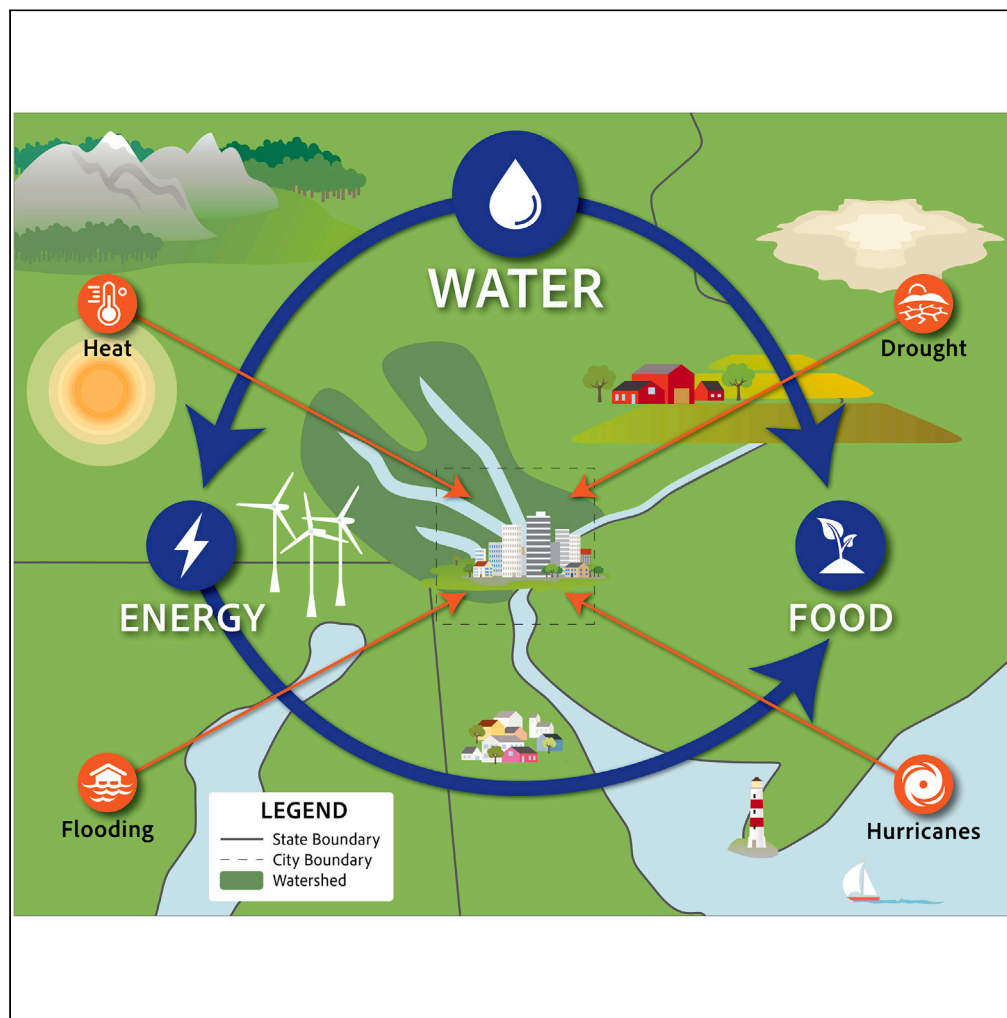 WATER
Heat
Drought
ENERGY
FOOD
Flooding
Hurricanes
LEGEND
State Boundary
City Boundary
Watershed